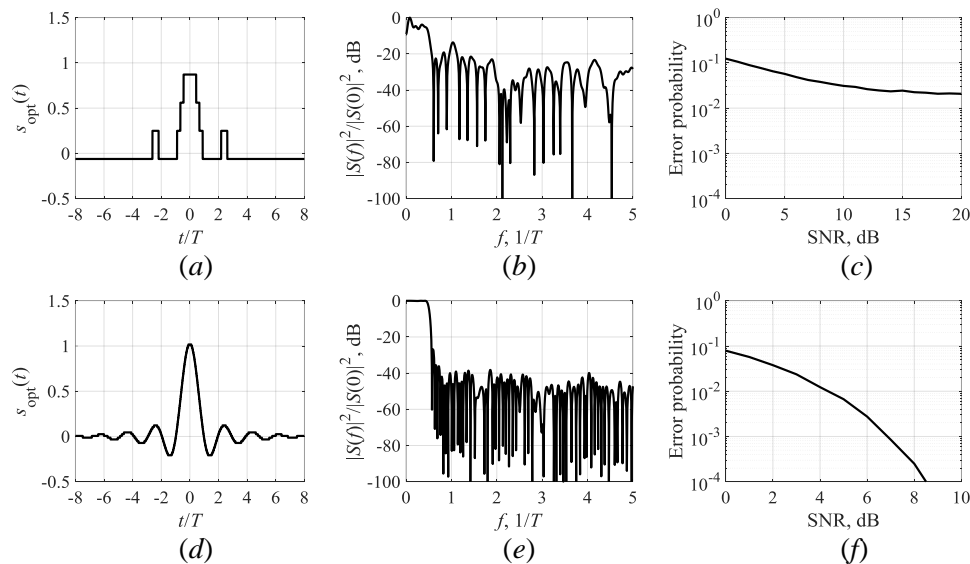 1.5
1
0.5
0
-0.5
s_opt(t)
-8 -6 -4 -2 0 2 4 6 8
t/T
(a)
0
-20
-40
-60
-80
-100
|S(f)|²/|S(0)|², dB
0 1 2 3 4 5
f, 1/T
(b)
10⁰
10⁻¹
10⁻²
10⁻³
10⁻⁴
Error probability
0 5 10 15 20
SNR, dB
(c)
1.5
1
0.5
0
-0.5
s_opt(t)
-8 -6 -4 -2 0 2 4 6 8
t/T
(d)
0
-20
-40
-60
-80
-100
|S(f)|²/|S(0)|², dB
0 1 2 3 4 5
f, 1/T
(e)
10⁰
10⁻¹
10⁻²
10⁻³
10⁻⁴
Error probability
0 2 4 6 8 10
SNR, dB
(f)